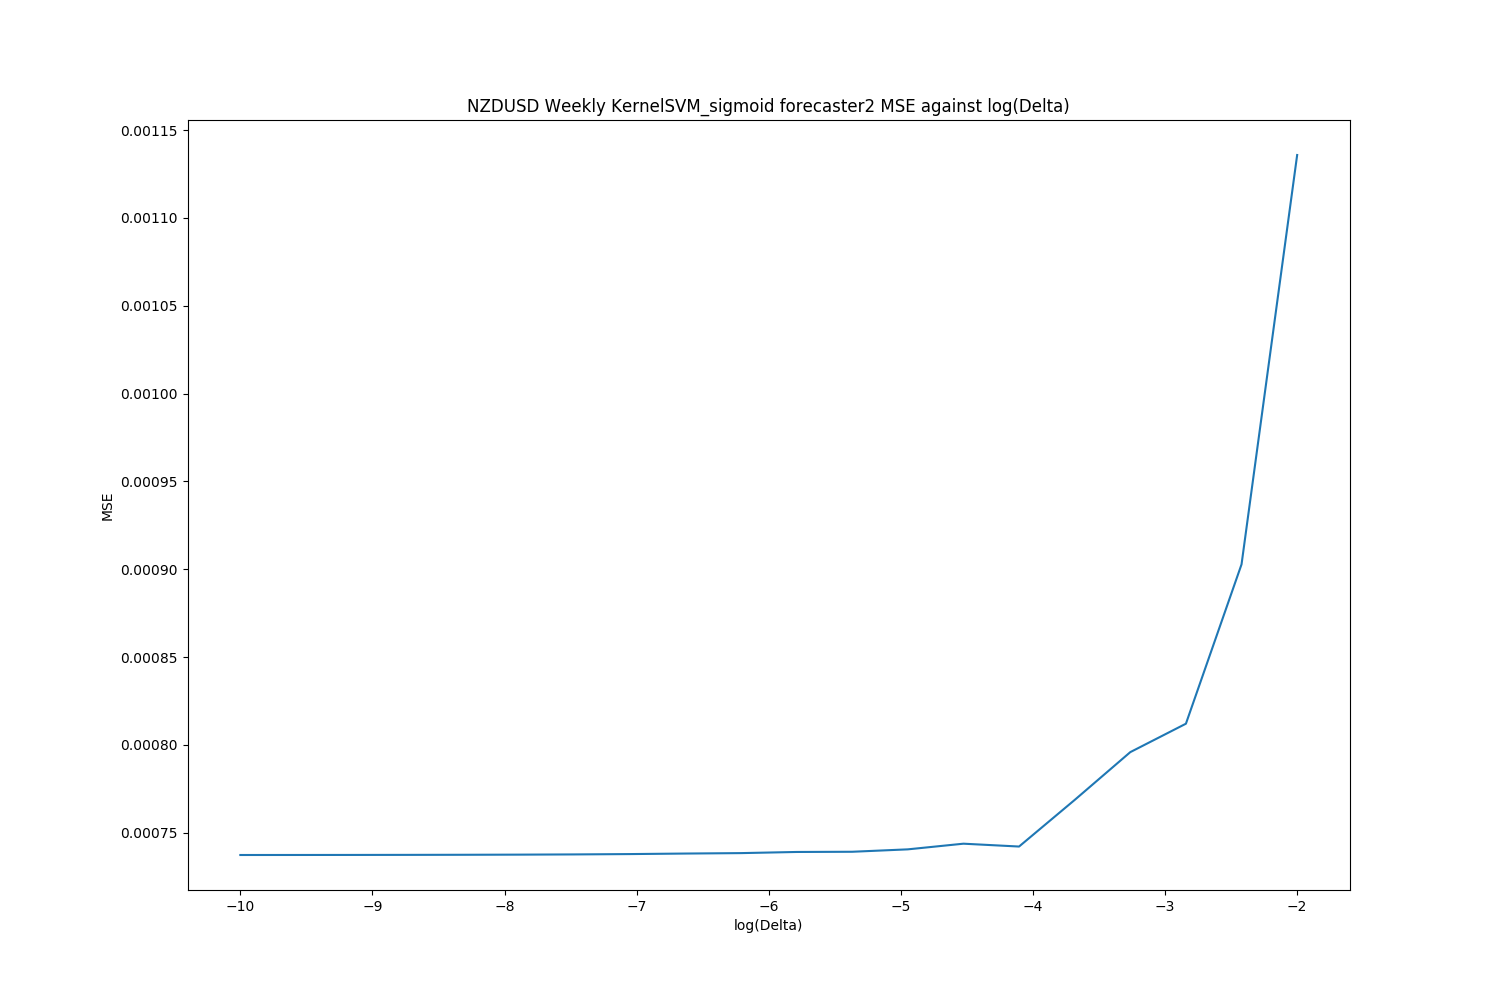 NZDUSD Weekly KernelSVM_sigmoid forecaster2 MSE against log(Delta)
0.00115
0.00110
0.00105
0.00100
0.00095
0.00090
0.00085
0.00080
0.00075
MSE
−10 −9 −8 −7 −6 −5 −4 −3 −2
log(Delta)